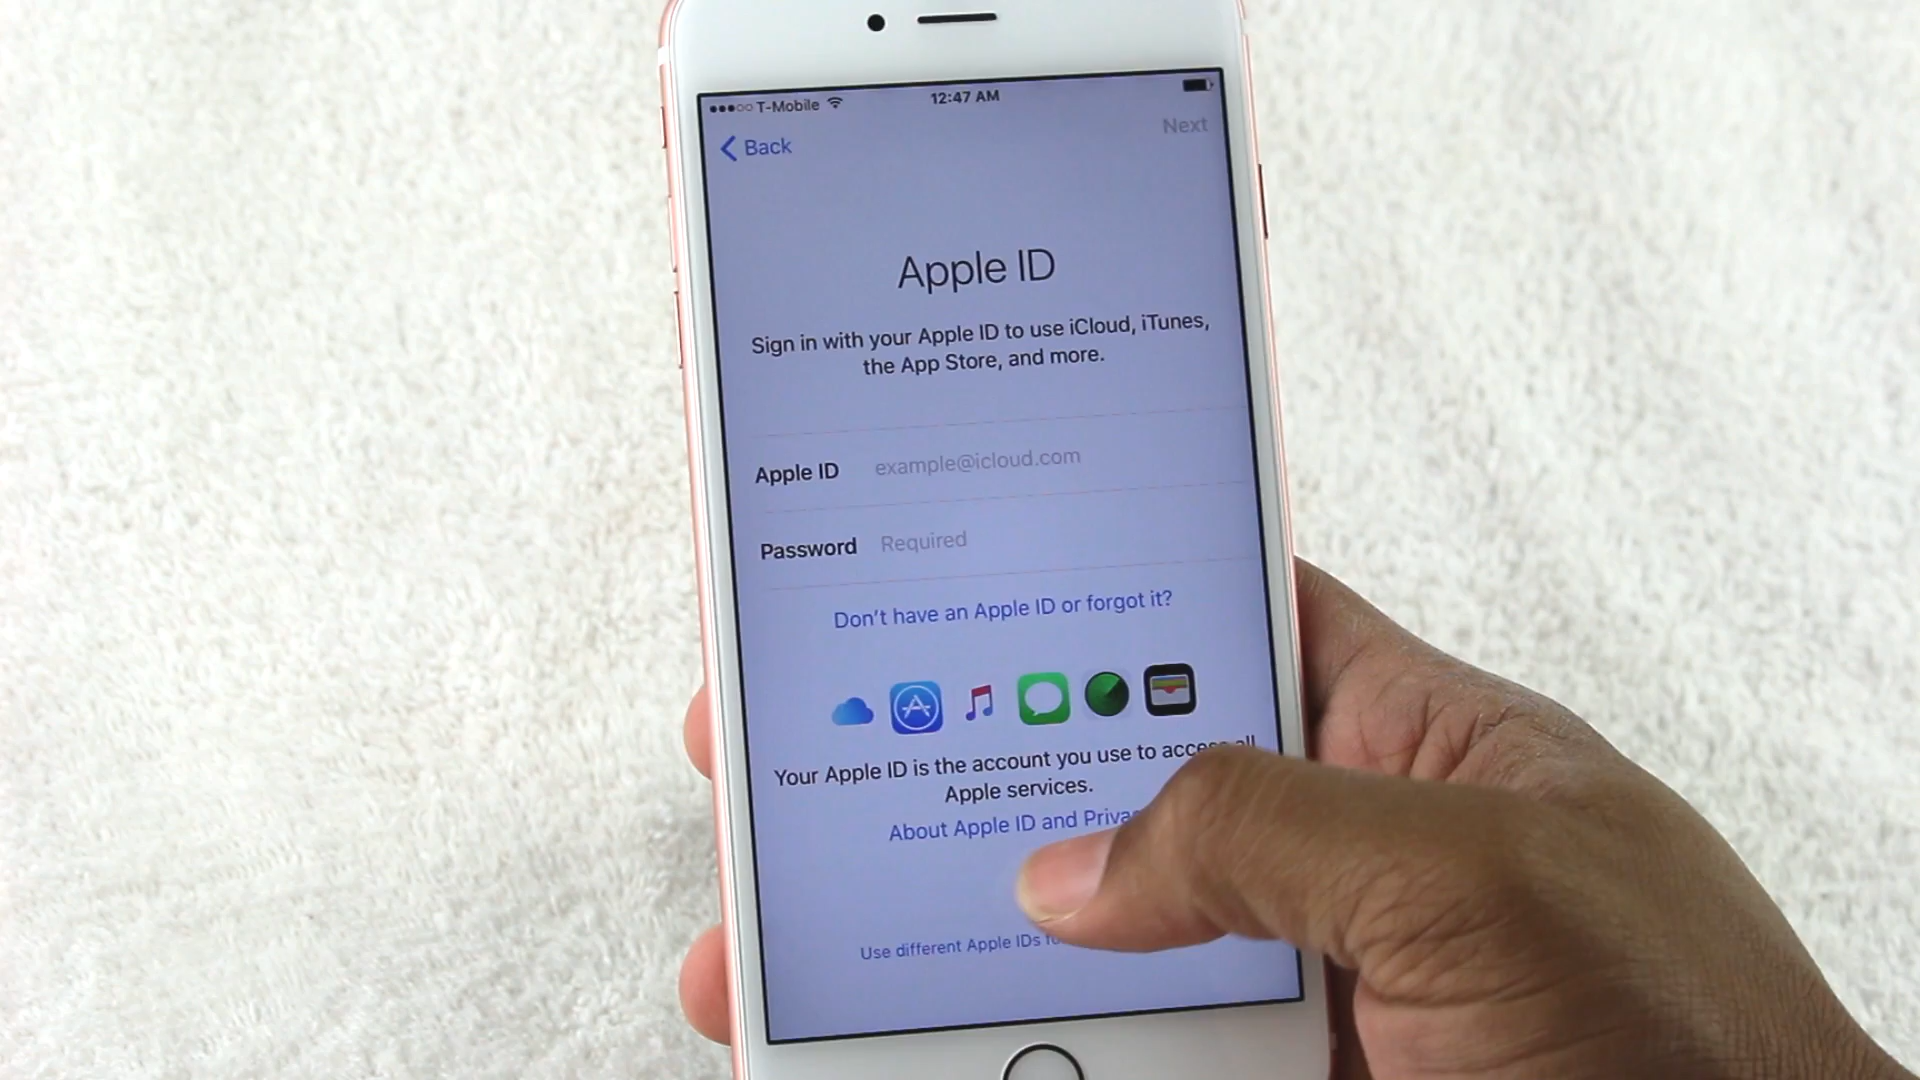 T-Mobile 12:47 AM
Back Next
Apple ID
Sign in with your Apple ID to use iCloud, iTunes,
the App Store, and more.
Apple ID example@icloud.com
Password Required
Don't have an Apple ID or forgot it?
Your Apple ID is the account you use to access all
Apple services.
About Apple ID and
Use different Apple IDs